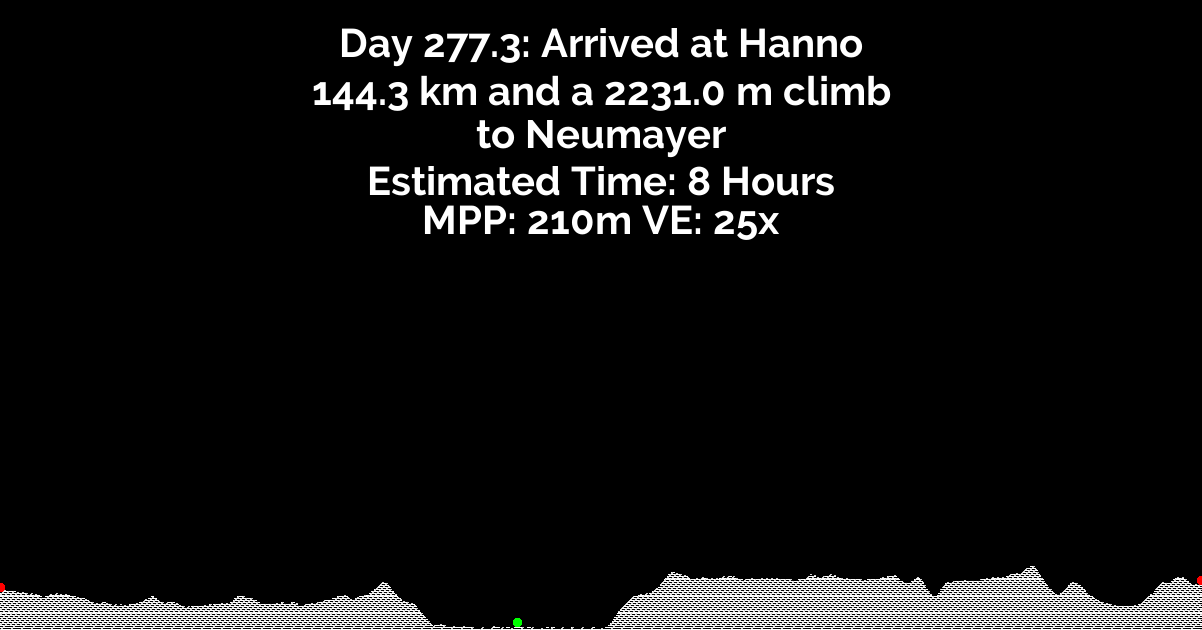 Day 277.3: Arrived at Hanno
144.3 km and a 2231.0 m climb
to Neumayer
Estimated Time: 8 Hours
MPP: 210m VE: 25x